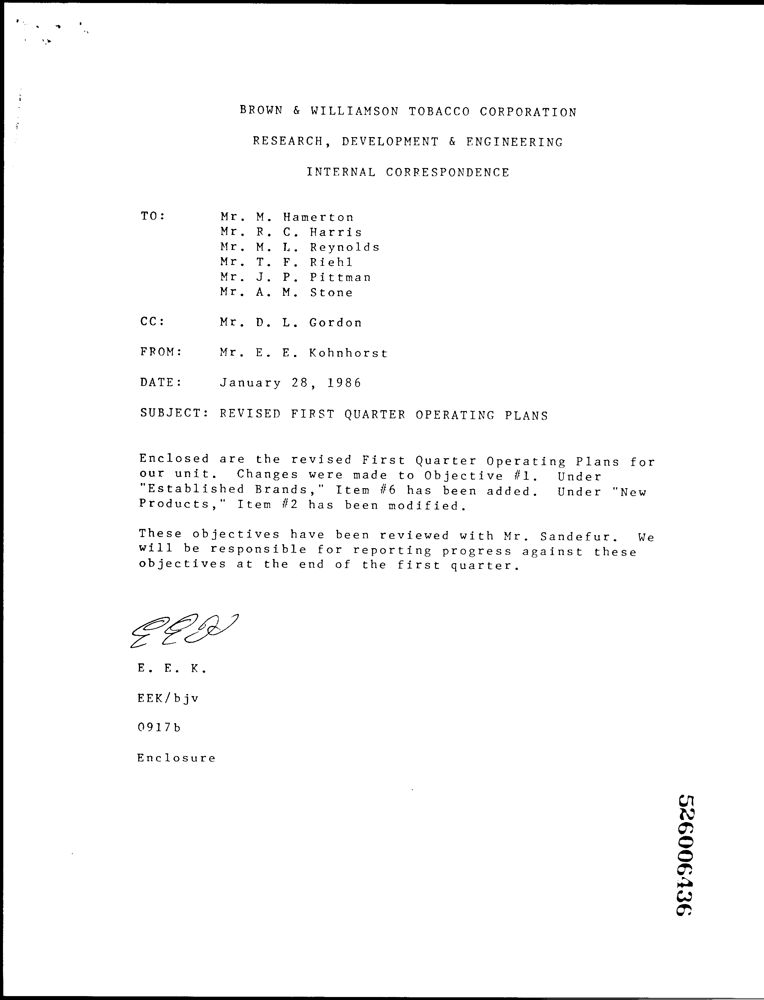 BROWN & WILLIAMSON TOBACCO CORPORATION
RESEARCH, DEVELOPMENT & ENGINEERING
INTERNAL CORRESPONDENCE
TO: Mr. M. Hamerton
Mr. R. C. Harris
Mr. M. L. Reynolds
Mr. T. F. Riehl
Mr. J. P. Pittman
Mr. A. M. Stone
CC: Mr. D. L. Gordon
FROM: Mr. E. E. Kohnhorst
DATE: January 28, 1986
SUBJECT: REVISED FIRST QUARTER OPERATING PLANS
Enclosed are the revised First Quarter Operating Plans for
our unit. Changes were made to Objective #1. Under
"Established Brands," Item #6 has been added. Under "New
Products," Item #2 has been modified.
These objectives have been reviewed with Mr. Sandefur. We
will be responsible for reporting progress against these
objectives at the end of the first quarter.
EEK
E. E. K.
EEK/bjv
0917b
Enclosure
526006436